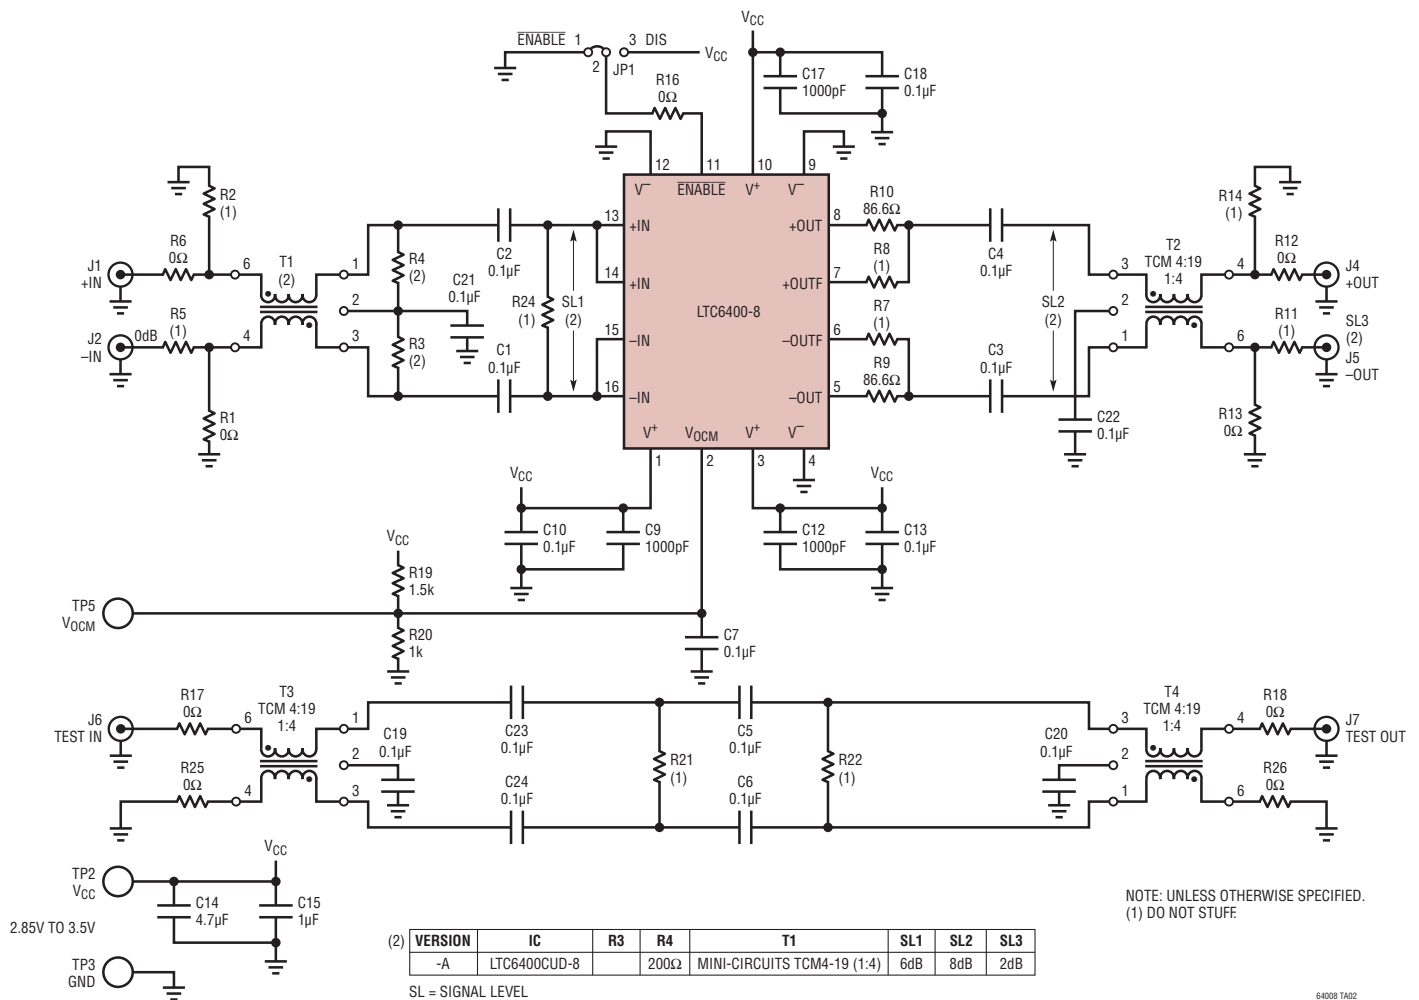 VCC
ENABLE 1
3 DIS
VCC
2
JP1
R16
0Ω
C17
1000pF
C18
0.1µF
12
11
10
9
V–
ENABLE
V+
V–
R2
(1)
R6
0Ω
J1
+IN
6
T1
(2)
1
R4
(2)
C2
0.1µF
13
+IN
+OUT
8
R10
86.6Ω
R8
(1)
C4
0.1µF
R14
(1)
T2
TCM 4:19
1:4
3
4
R12
0Ω
J4
+OUT
2
C21
0.1µF
R24
(1)
SL1
(2)
14
+IN
+OUTF
7
LTC6400-8
SL2
(2)
2
R5
(1)
J2
–IN
0dB
4
3
R3
(2)
C1
0.1µF
15
–IN
–OUTF
6
R7
(1)
R9
86.6Ω
C3
0.1µF
1
6
R11
(1)
SL3
(2)
J5
–OUT
16
–IN
–OUT
5
R1
0Ω
C22
0.1µF
R13
0Ω
V+
VOCM
V+
V–
1
2
3
4
VCC
C10
0.1µF
C9
1000pF
VCC
C12
1000pF
C13
0.1µF
VCC
R19
1.5k
TP5
VOCM
R20
1k
C7
0.1µF
J6
TEST IN
R17
0Ω
6
T3
TCM 4:19
1:4
1
2
C19
0.1µF
R25
0Ω
4
3
C23
0.1µF
C24
0.1µF
R21
(1)
C5
0.1µF
C6
0.1µF
R22
(1)
C20
0.1µF
T4
TCM 4:19
1:4
3
2
1
4
6
R18
0Ω
J7
TEST OUT
R26
0Ω
VCC
TP2
VCC
C14
4.7µF
C15
1µF
2.85V TO 3.5V
TP3
GND
NOTE: UNLESS OTHERWISE SPECIFIED.
(1) DO NOT STUFF.
(2) VERSION IC R3 R4 T1 SL1 SL2 SL3
-A LTC6400CUD-8 200Ω MINI-CIRCUITS TCM4-19 (1:4) 6dB 8dB 2dB
SL = SIGNAL LEVEL
64008 TA02